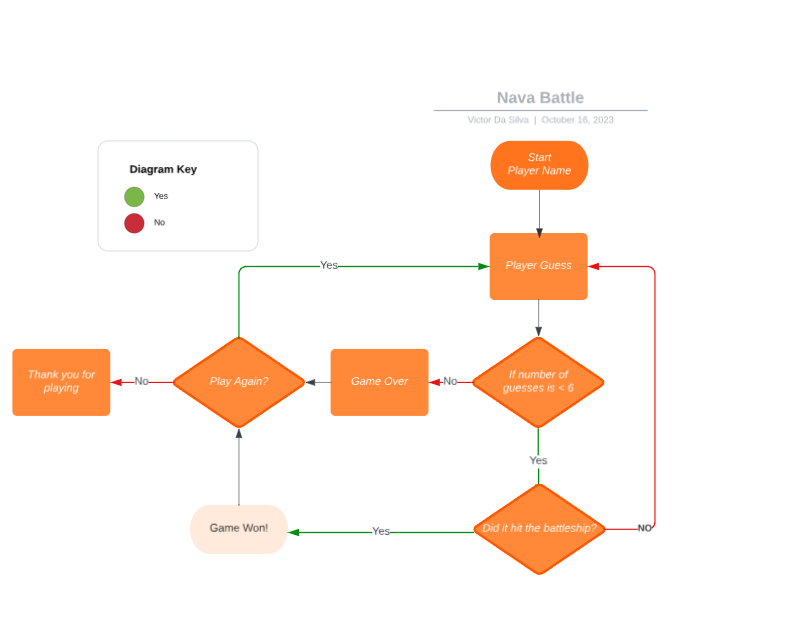 Nava Battle
Victor Da Silva | October 16, 2023
Diagram Key
Yes
No
Start
Player Name
Player Guess
Yes
If number of
guesses is < 6
No
Game Over
Play Again?
No
Thank you for
playing
Yes
Did it hit the battleship?
NO
Yes
Game Won!